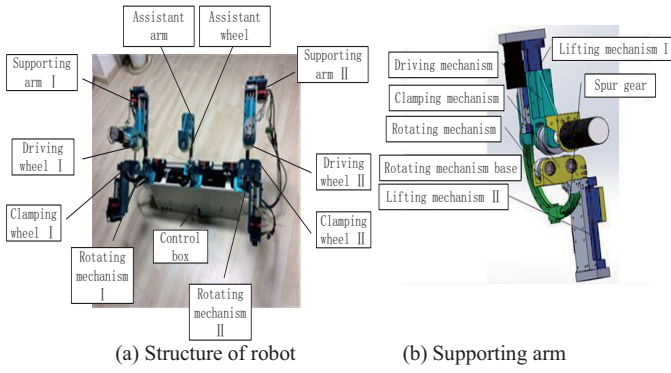 Assistant
arm
Assistant
wheel
Supporting
arm Ⅰ
Supporting
arm Ⅱ
Driving
wheel Ⅰ
Driving
wheel Ⅱ
Clamping
wheel Ⅰ
Clamping
wheel Ⅱ
Control
box
Rotating
mechanism
Ⅰ
Rotating
mechanism
Ⅱ
(a) Structure of robot
Lifting mechanism Ⅰ
Driving mechanism
Spur gear
Clamping mechanism
Rotating mechanism
Rotating mechanism base
Lifting mechanism Ⅱ
(b) Supporting arm